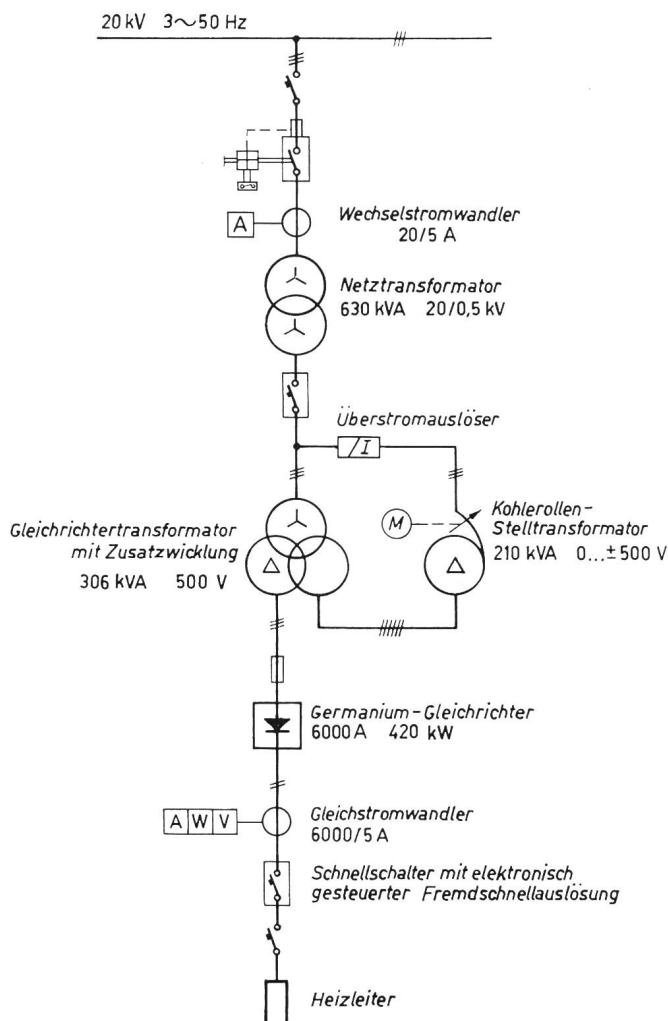 20 kV 3~50 Hz
A
Wechselstromwandler
20/5 A
Netztransformator
630 kVA 20/0,5 kV
Überstromauslöser
/I
M
Kohlerollen-
Stelltransformator
210 kVA 0...±500 V
Gleichrichtertransformator
mit Zusatzwicklung
306 kVA 500 V
Germanium-Gleichrichter
6000 A 420 kW
A W V
Gleichstromwandler
6000/5 A
Schnellschalter mit elektronisch
gesteuerter Fremdschnellauslösung
Heizleiter